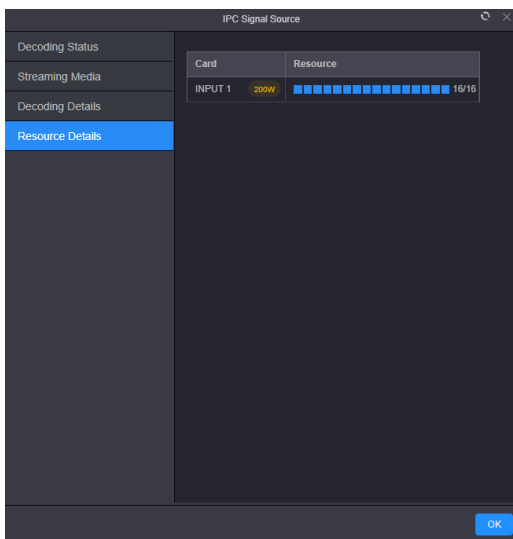 IPC Signal Source
Decoding Status
Streaming Media
Decoding Details
Resource Details
Card Resource
INPUT 1 200W 16/16
OK